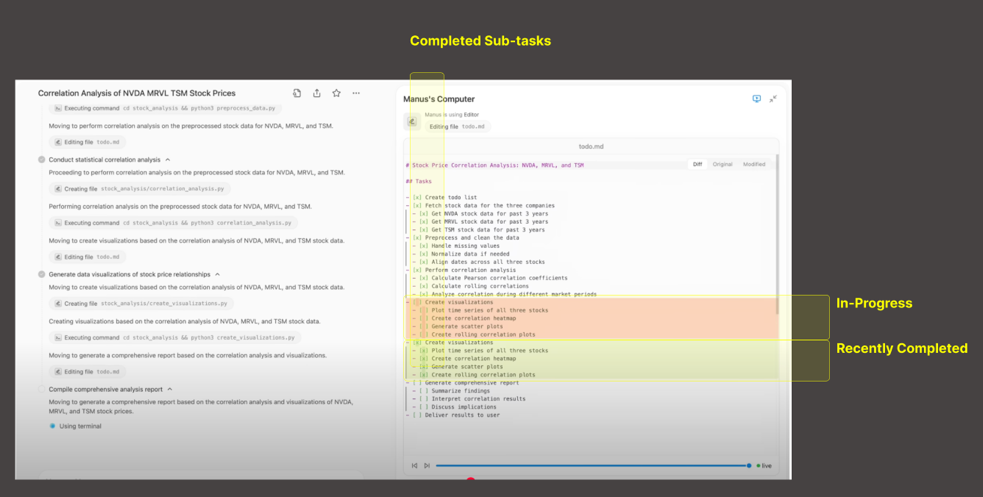 Completed Sub-tasks
Correlation Analysis of NVDA MRVL TSM Stock Prices
Executing command cd stock_analysis && python3 preprocess_data.py
Moving to perform correlation analysis on the preprocessed stock data for NVDA, MRVL, and TSM.
Editing file todo.md
Conduct statistical correlation analysis
Proceeding to perform correlation analysis on the preprocessed stock data for NVDA, MRVL, and TSM.
Creating file stock_analysis/correlation_analysis.py
Performing correlation analysis on the preprocessed stock data for NVDA, MRVL, and TSM.
Executing command cd stock_analysis && python3 correlation_analysis.py
Moving to create visualizations based on the correlation analysis of NVDA, MRVL, and TSM stock data.
Editing file todo.md
Generate data visualizations of stock price relationships
Moving to create visualizations based on the correlation analysis of NVDA, MRVL, and TSM stock data.
Creating file stock_analysis/create_visualizations.py
Creating visualizations based on the correlation analysis of NVDA, MRVL, and TSM stock data.
Executing command cd stock_analysis && python3 create_visualizations.py
Moving to generate a comprehensive report based on the correlation analysis and visualizations.
Editing file todo.md
Compile comprehensive analysis report
Moving to generate a comprehensive report based on the correlation analysis and visualizations of NVDA,
MRVL, and TSM stock prices.
Using terminal
Manus's Computer
Manus is using Editor
Editing file todo.md
todo.md
Diff Original Modified
# Stock Price Correlation Analysis: NVDA, MRVL, and TSM
## Tasks
- [x] Create todo list
- [x] Fetch stock data for the three companies
- [x] Get NVDA stock data for past 3 years
- [x] Get MRVL stock data for past 3 years
- [x] Get TSM stock data for past 3 years
- [x] Preprocess and clean the data
- [x] Handle missing values
- [x] Normalize data if needed
- [x] Align dates across all three stocks
- [x] Perform correlation analysis
- [x] Calculate Pearson correlation coefficients
- [x] Calculate rolling correlations
- [x] Analyze correlation during different market periods
- [ ] Create visualizations
- [ ] Plot time series of all three stocks
- [ ] Create correlation heatmap
- [ ] Generate scatter plots
- [ ] Create rolling correlation plots
- [x] Create visualizations
- [x] Plot time series of all three stocks
- [x] Create correlation heatmap
- [x] Generate scatter plots
- [x] Create rolling correlation plots
- [ ] Generate comprehensive report
- [ ] Summarize findings
- [ ] Interpret correlation results
- [ ] Discuss implications
- [ ] Deliver results to user
live
In-Progress
Recently Completed